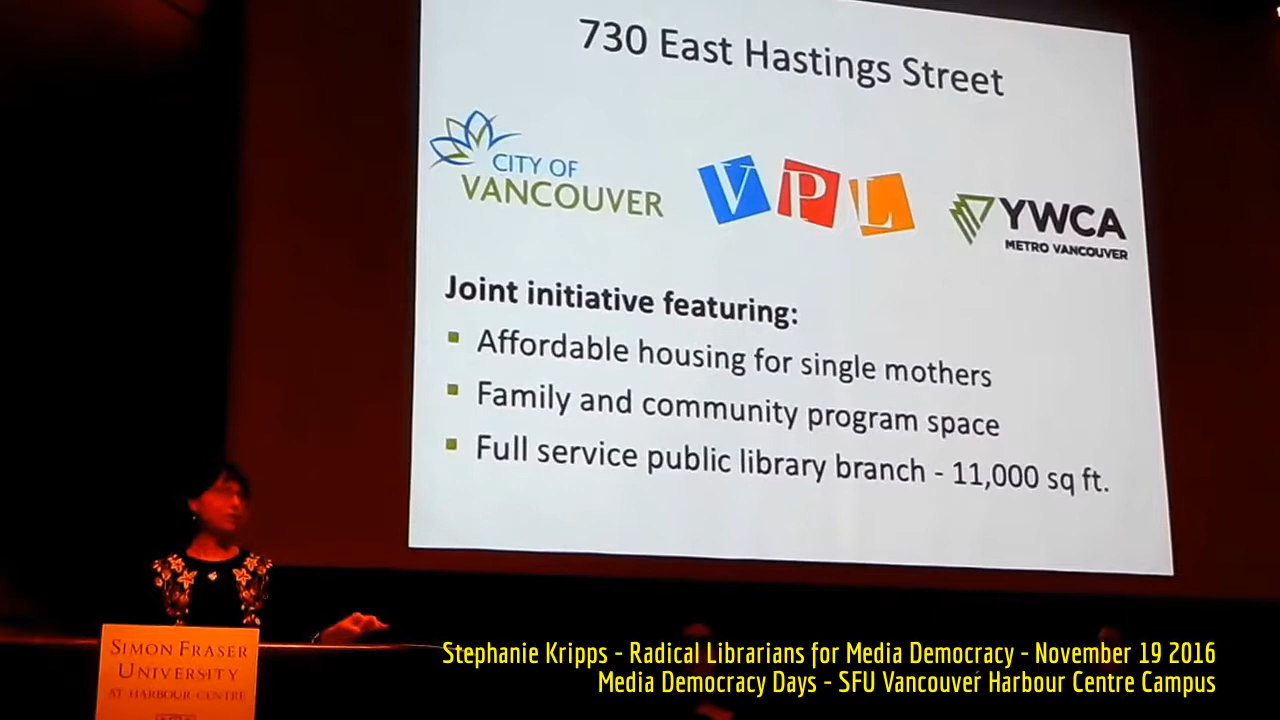 730 East Hastings Street
CITY OF
VANCOUVER
VPL
YWCA
METRO VANCOUVER
Joint initiative featuring:
Affordable housing for single mothers
Family and community program space
Full service public library branch - 11,000 sq ft.
SIMON FRASER
UNIVERSITY
AT HARBOUR CENTRE
Stephanie Kripps - Radical Librarians for Media Democracy - November 19 2016
Media Democracy Days - SFU Vancouver Harbour Centre Campus